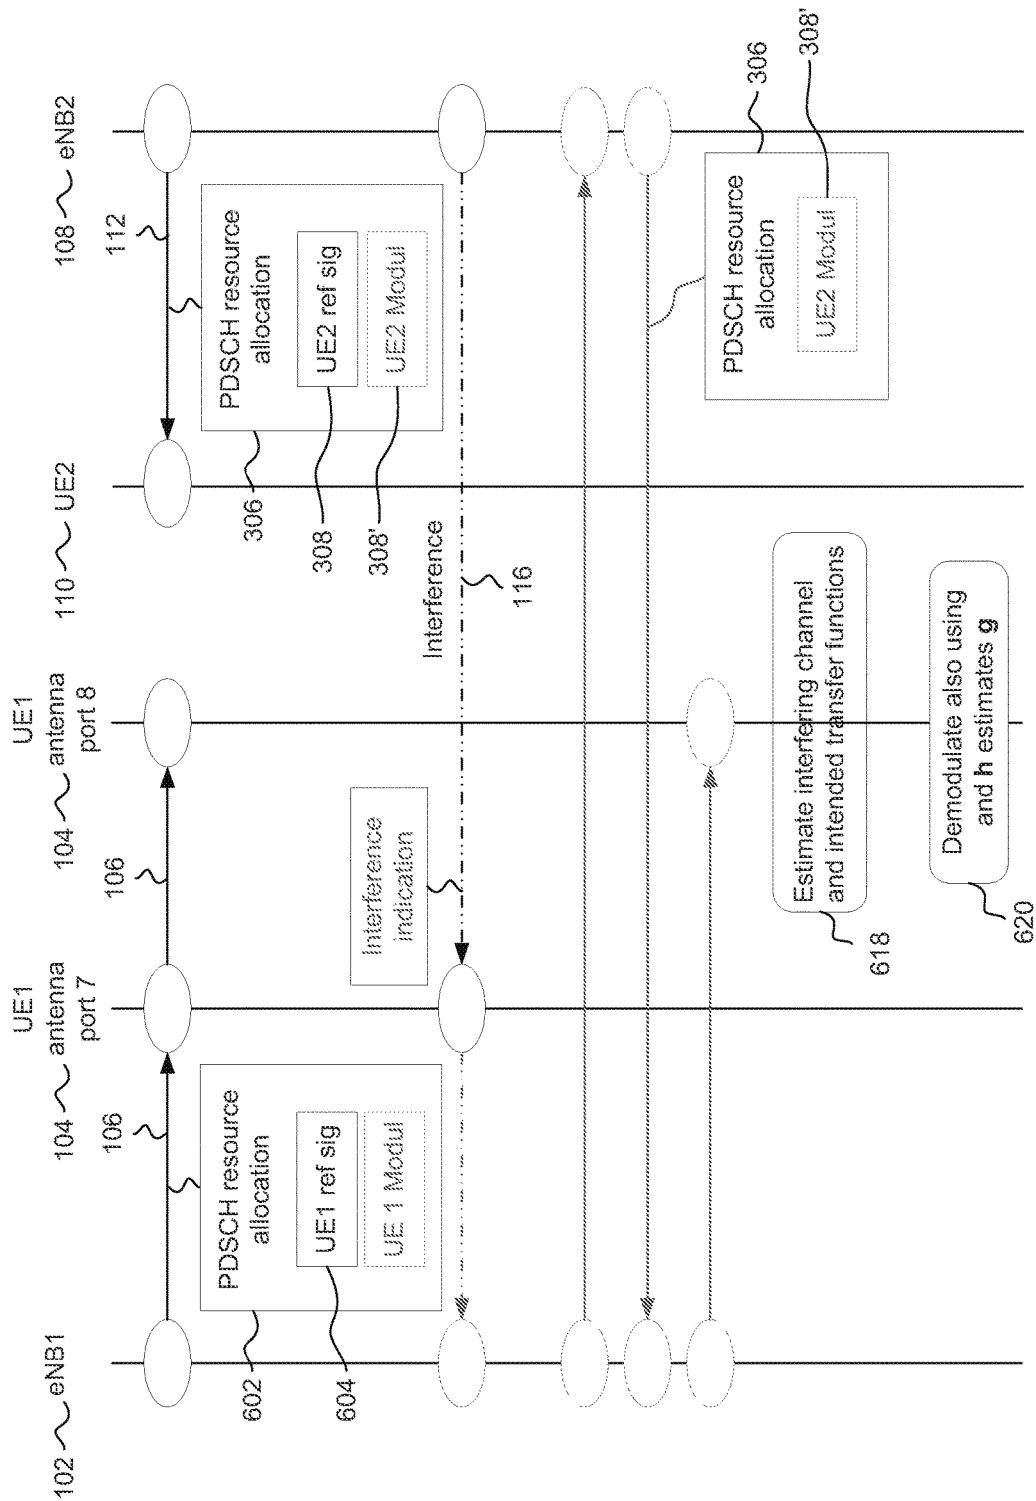 102 eNB1
UE1
104 antenna
port 7
UE1
104 antenna
port 8
110 UE2
108 eNB2
106
106
112
PDSCH resource
allocation
UE1 ref sig
UE 1 Modul
602
604
PDSCH resource
allocation
UE2 ref sig
UE2 Modul
306
308
308'
Interference
indication
Interference
116
PDSCH resource
allocation
UE2 Modul
306
308'
Estimate interfering channel
and intended transfer functions
618
Demodulate also using
and h estimates g
620